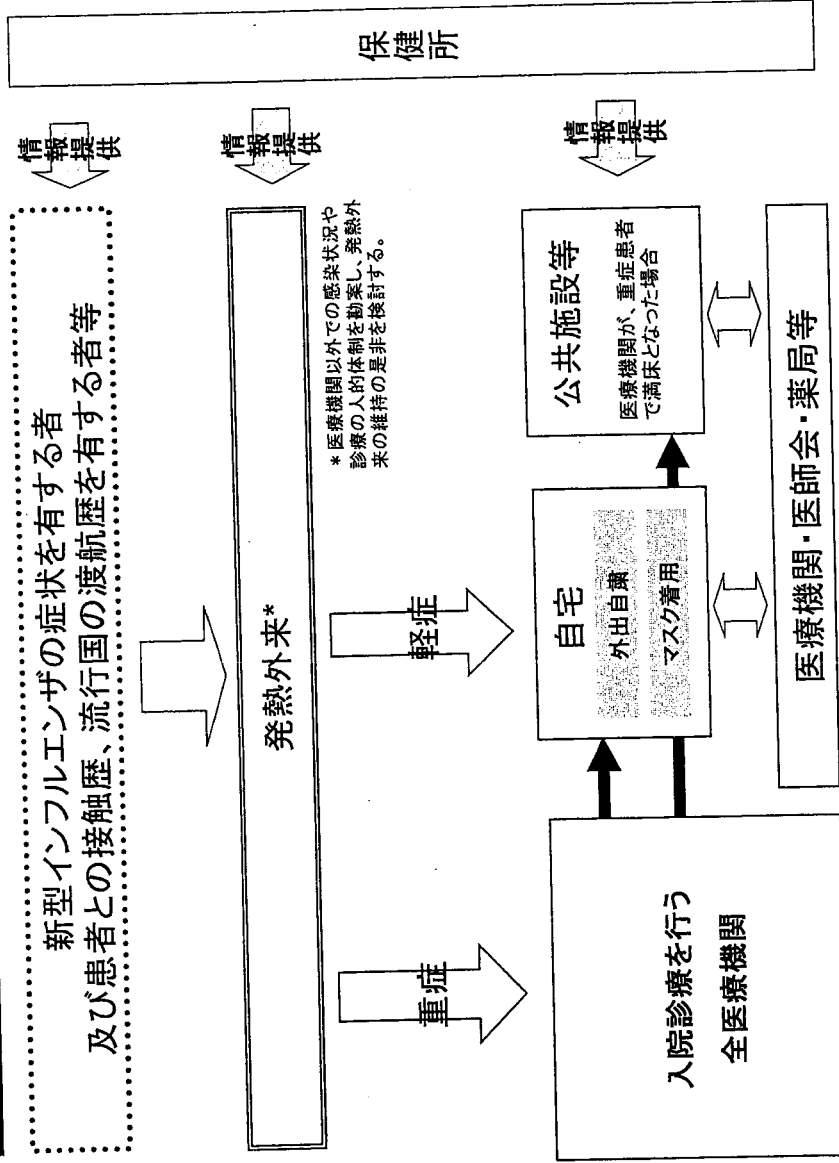 新型インフルエンザの症状を有する者
及び患者との接触歴、流行国の渡航歴を有する者等
情報提供
発熱外来*
情報提供
*医療機関以外での感染状況や
診療の人的体制を勘案し、発熱外
来の維持の是非を検討する。
重症
軽症
入院診療を行う
全医療機関
自宅
外出自粛
マスク着用
公共施設等
医療機関が、重症患者
で満床となった場合
情報提供
医療機関・医師会・薬局等
保健所